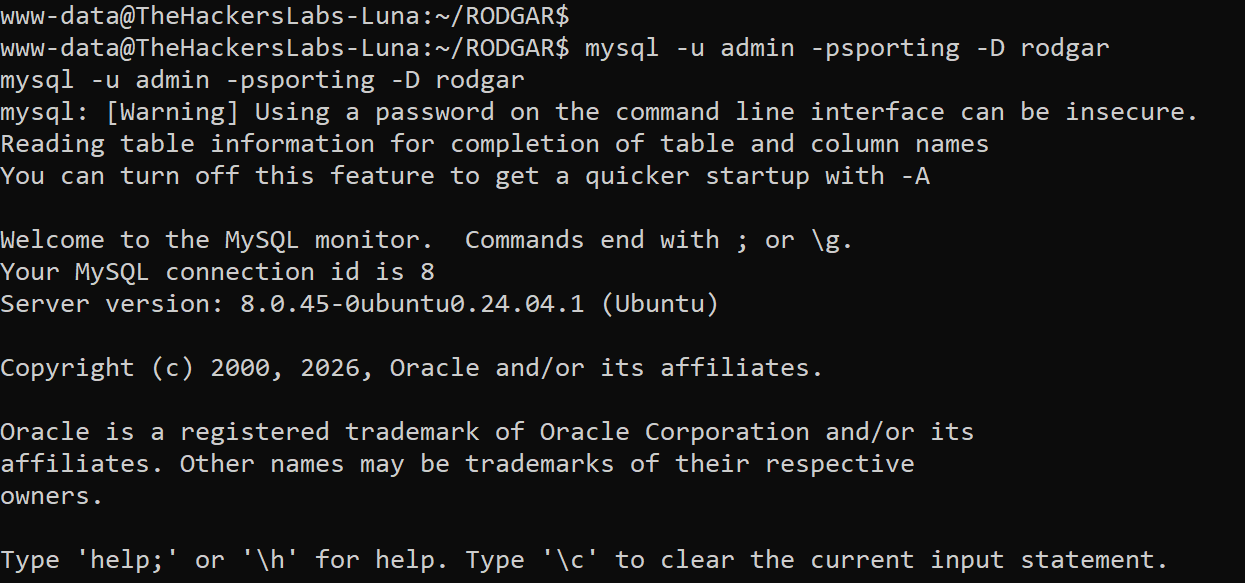 www-data@TheHackersLabs-Luna:~/RODGAR$
www-data@TheHackersLabs-Luna:~/RODGAR$ mysql -u admin -psporting -D rodgar
mysql -u admin -psporting -D rodgar
mysql: [Warning] Using a password on the command line interface can be insecure.
Reading table information for completion of table and column names
You can turn off this feature to get a quicker startup with -A

Welcome to the MySQL monitor.  Commands end with ; or \g.
Your MySQL connection id is 8
Server version: 8.0.45-0ubuntu0.24.04.1 (Ubuntu)

Copyright (c) 2000, 2026, Oracle and/or its affiliates.

Oracle is a registered trademark of Oracle Corporation and/or its
affiliates. Other names may be trademarks of their respective
owners.

Type 'help;' or '\h' for help. Type '\c' to clear the current input statement.